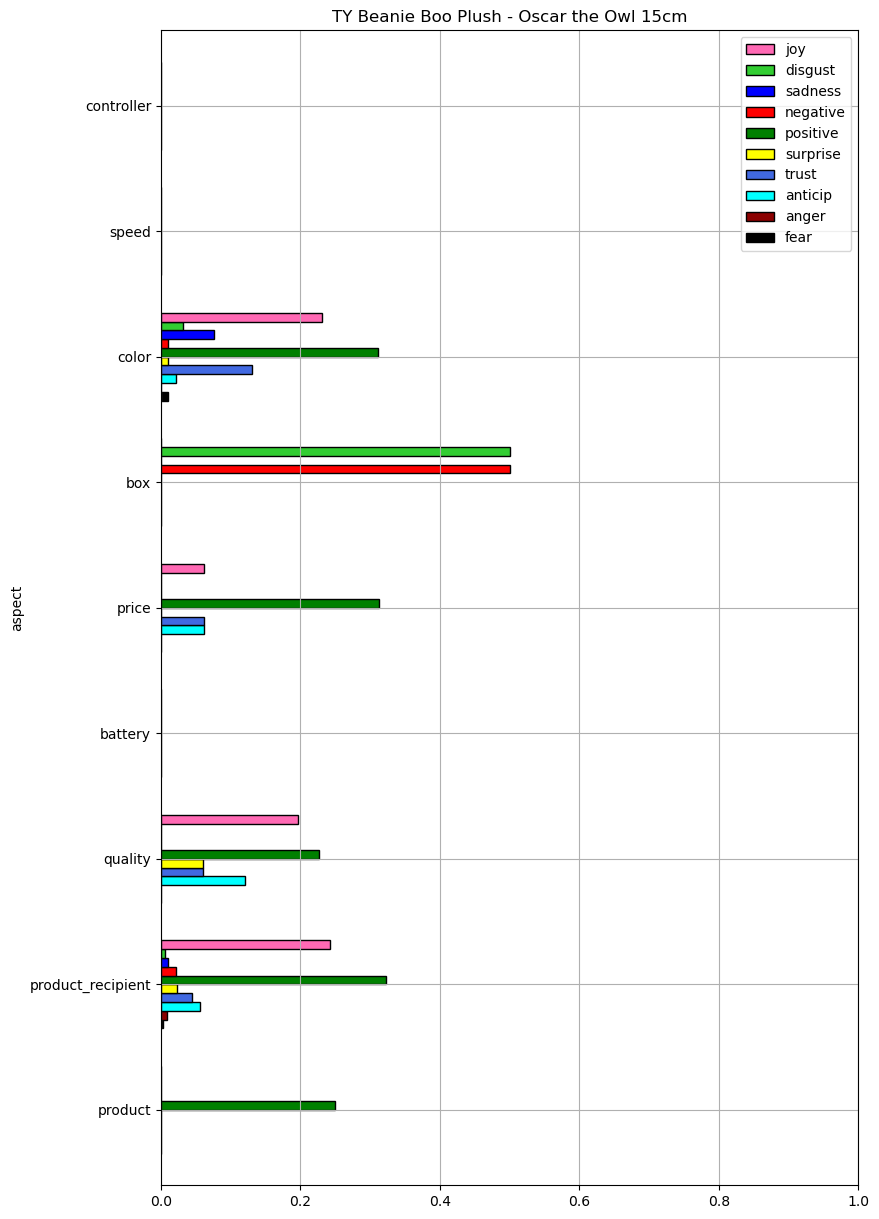 TY Beanie Boo Plush - Oscar the Owl 15cm
joy
disgust
sadness
negative
positive
surprise
trust
anticip
anger
fear
controller
speed
color
box
price
battery
quality
product_recipient
product
aspect
0.0 0.2 0.4 0.6 0.8 1.0